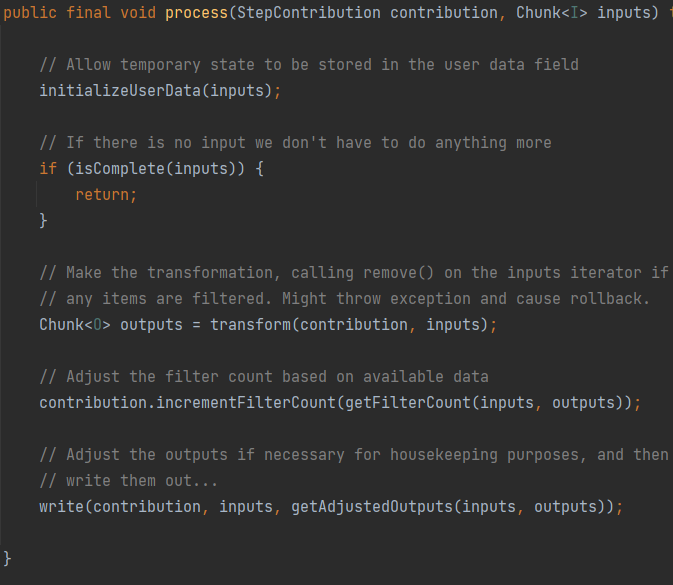 public final void process(StepContribution contribution, Chunk<I> inputs)
// Allow temporary state to be stored in the user data field
initializeUserData(inputs);
// If there is no input we don't have to do anything more
if (isComplete(inputs)) {
return;
}
// Make the transformation, calling remove() on the inputs iterator if
// any items are filtered. Might throw exception and cause rollback.
Chunk<O> outputs = transform(contribution, inputs);
// Adjust the filter count based on available data
contribution.incrementFilterCount(getFilterCount(inputs, outputs));
// Adjust the outputs if necessary for housekeeping purposes, and then
// write them out...
write(contribution, inputs, getAdjustedOutputs(inputs, outputs));
}